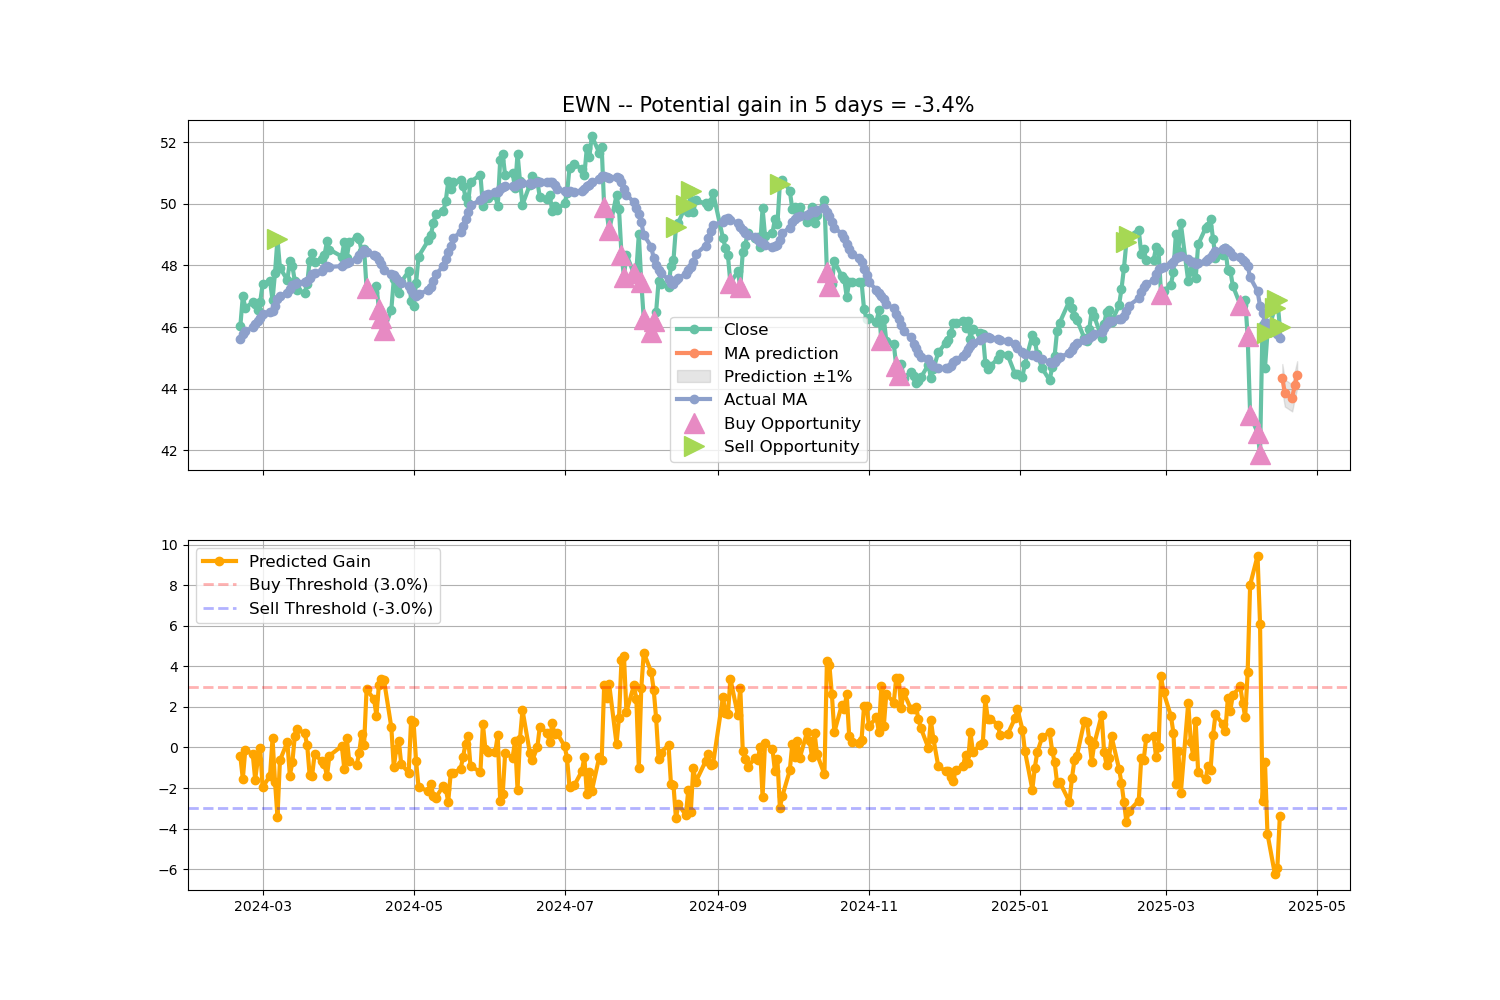 EWN -- Potential gain in 5 days = -3.4%
52
50
48
46
44
42
Close
MA prediction
Prediction ±1%
Actual MA
Buy Opportunity
Sell Opportunity
10
8
6
4
2
0
−2
−4
−6
Predicted Gain
Buy Threshold (3.0%)
Sell Threshold (-3.0%)
2024-03
2024-05
2024-07
2024-09
2024-11
2025-01
2025-03
2025-05